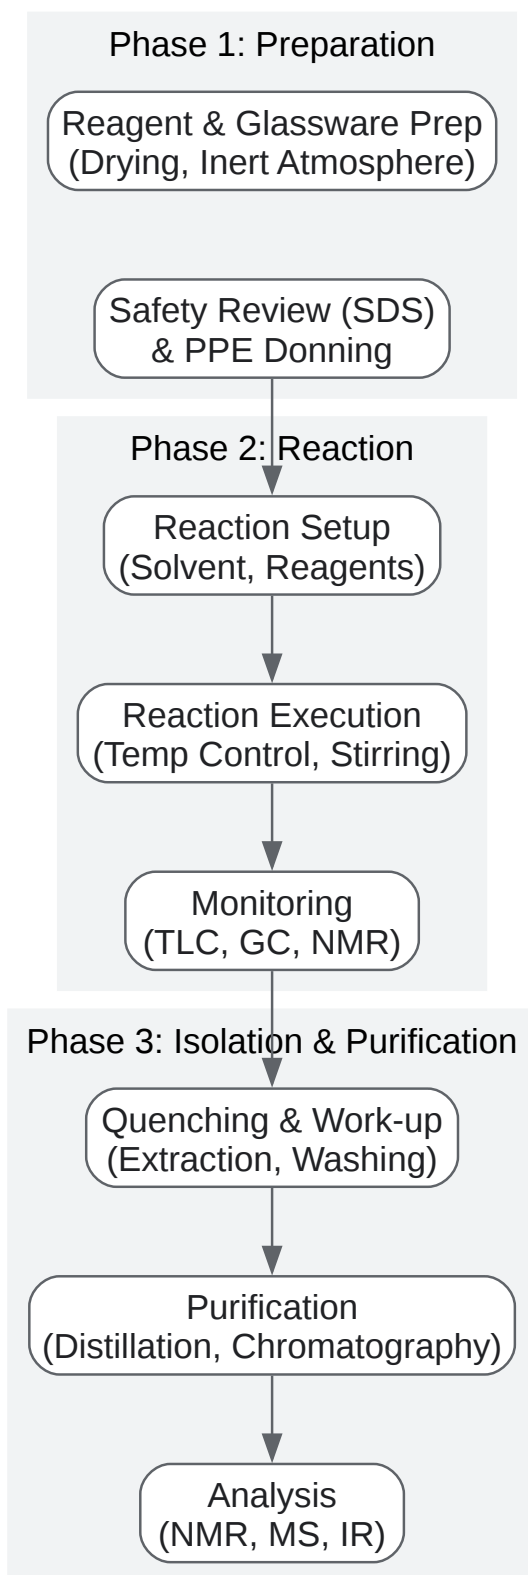 Phase 1: Preparation
Reagent & Glassware Prep
(Drying, Inert Atmosphere)
Safety Review (SDS)
& PPE Donning
Phase 2: Reaction
Reaction Setup
(Solvent, Reagents)
Reaction Execution
(Temp Control, Stirring)
Monitoring
(TLC, GC, NMR)
Phase 3: Isolation & Purification
Quenching & Work-up
(Extraction, Washing)
Purification
(Distillation, Chromatography)
Analysis
(NMR, MS, IR)